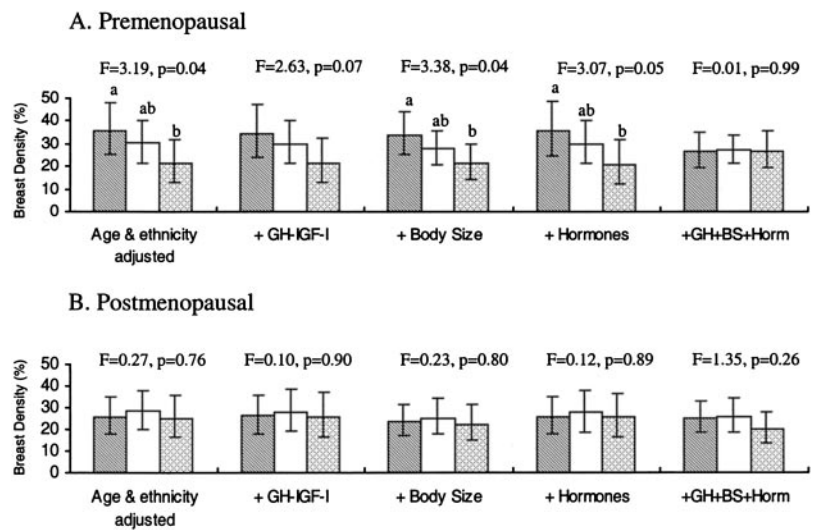 A. Premenopausal
F=3.19, p=0.04 F=2.63, p=0.07 F=3.38, p=0.04 F=3.07, p=0.05 F=0.01, p=0.99
a ab b a ab b a ab b
Breast Density (%)
50
40
30
20
10
0
Age & ethnicity adjusted + GH-IGF-I + Body Size + Hormones +GH+BS+Horm
B. Postmenopausal
F=0.27, p=0.76 F=0.10, p=0.90 F=0.23, p=0.80 F=0.12, p=0.89 F=1.35, p=0.26
Breast Density (%)
50
40
30
20
10
0
Age & ethnicity adjusted + GH-IGF-I + Body Size + Hormones +GH+BS+Horm